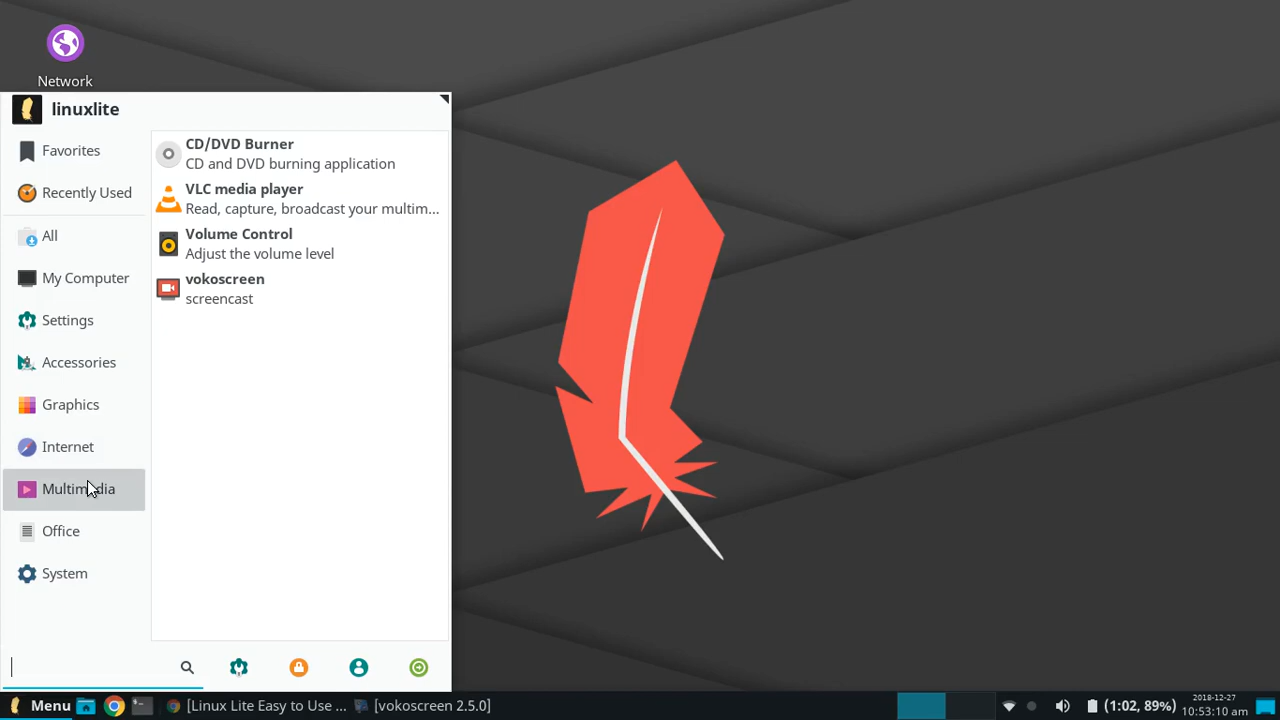 Network
linuxlite
Favorites
Recently Used
All
My Computer
Settings
Accessories
Graphics
Internet
Multimedia
Office
System
CD/DVD Burner
CD and DVD burning application
VLC media player
Read, capture, broadcast your multim...
Volume Control
Adjust the volume level
vokoscreen
screencast
Menu
[Linux Lite Easy to Use ...
[vokoscreen 2.5.0]
(1:02, 89%)
2018-12-27
10:53:10 am